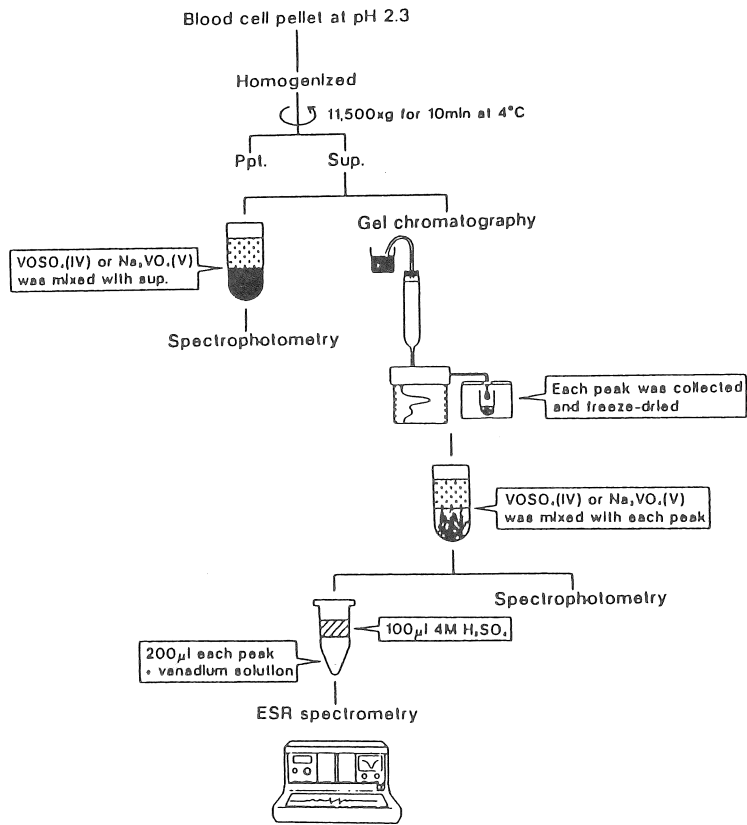 Blood cell pellet at pH 2.3
Homogenized
11,500xg for 10min at 4°C
Ppt.
Sup.
Gel chromatography
VOSO₄(IV) or Na₃VO₄(V)
was mixed with sup.
Spectrophotometry
Each peak was collected
and freeze-dried
VOSO₄(IV) or Na₃VO₄(V)
was mixed with each peak
Spectrophotometry
100µl 4M H₂SO₄
200µl each peak
+ vanadium solution
ESR spectrometry